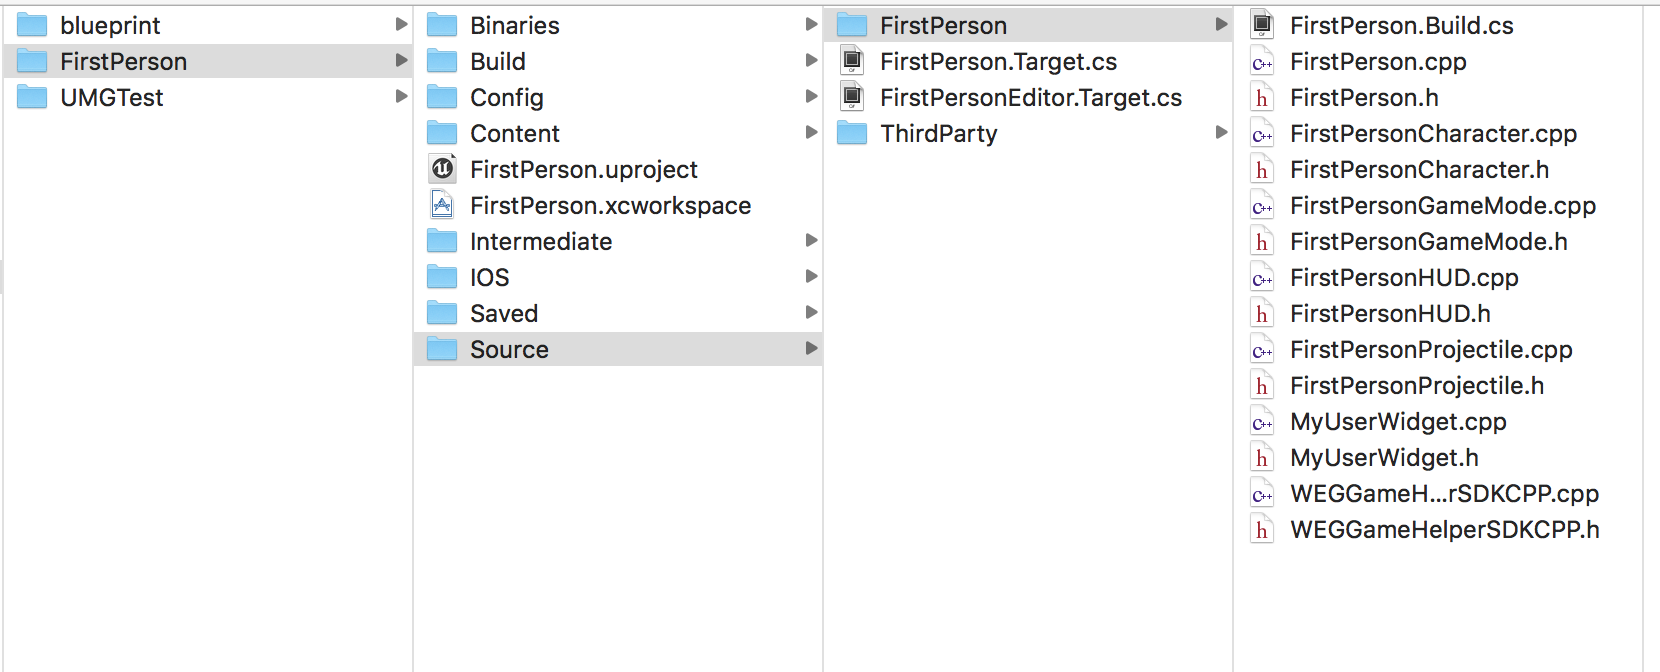 blueprint
FirstPerson
UMGTest
Binaries
Build
Config
Content
FirstPerson.uproject
FirstPerson.xcworkspace
Intermediate
IOS
Saved
Source
FirstPerson
FirstPerson.Target.cs
FirstPersonEditor.Target.cs
ThirdParty
FirstPerson.Build.cs
FirstPerson.cpp
FirstPerson.h
FirstPersonCharacter.cpp
FirstPersonCharacter.h
FirstPersonGameMode.cpp
FirstPersonGameMode.h
FirstPersonHUD.cpp
FirstPersonHUD.h
FirstPersonProjectile.cpp
FirstPersonProjectile.h
MyUserWidget.cpp
MyUserWidget.h
WEGGameH...rSDKCPP.cpp
WEGGameHelperSDKCPP.h